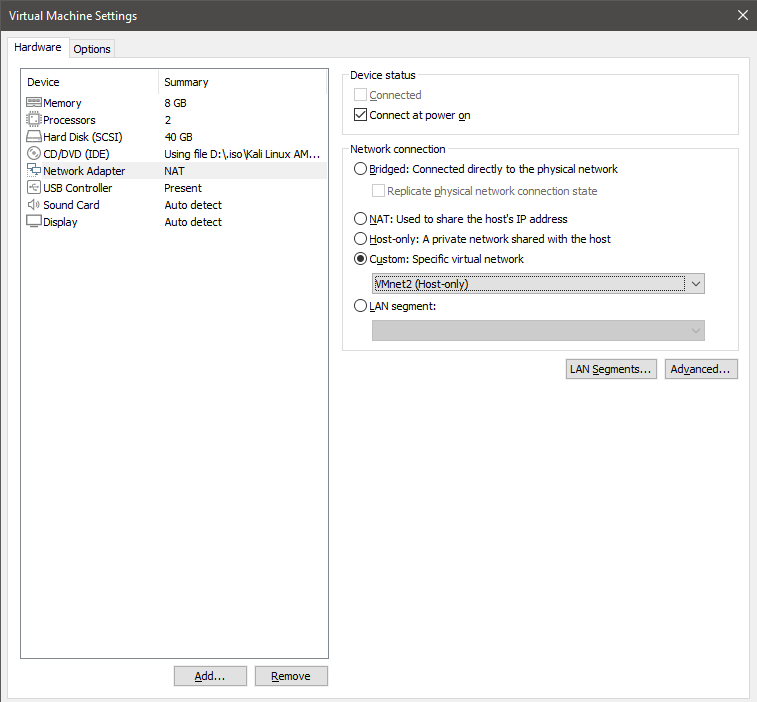 Virtual Machine Settings
Hardware Options
Device Summary
Memory 8 GB
Processors 2
Hard Disk (SCSI) 40 GB
CD/DVD (IDE) Using file D:\.iso\Kali Linux AM...
Network Adapter NAT
USB Controller Present
Sound Card Auto detect
Display Auto detect
Add... Remove
Device status
Connected
Connect at power on
Network connection
Bridged: Connected directly to the physical network
Replicate physical network connection state
NAT: Used to share the host's IP address
Host-only: A private network shared with the host
Custom: Specific virtual network
VMnet2 (Host-only)
LAN segment:
LAN Segments... Advanced...